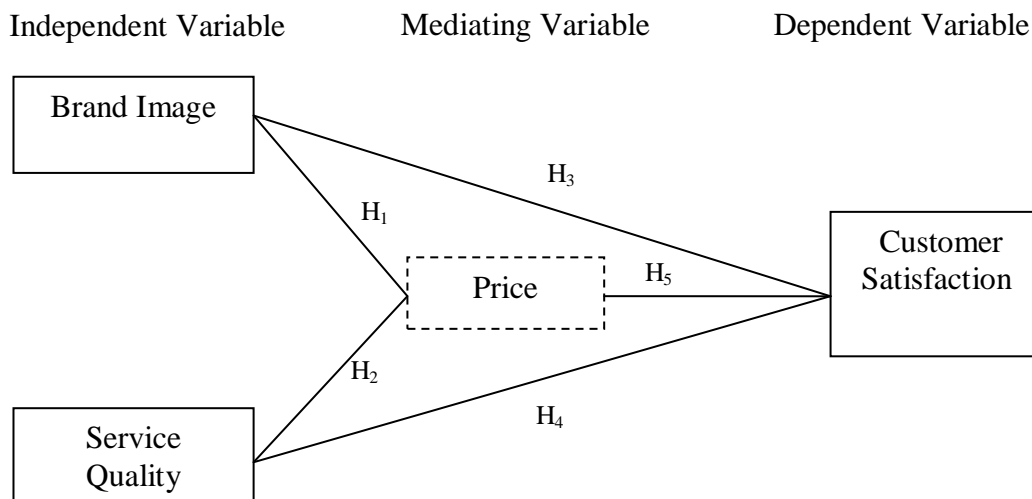 Independent Variable
Mediating Variable
Dependent Variable
Brand Image
H₃
H₁
Customer
Satisfaction
Price
H₅
H₂
H₄
Service
Quality